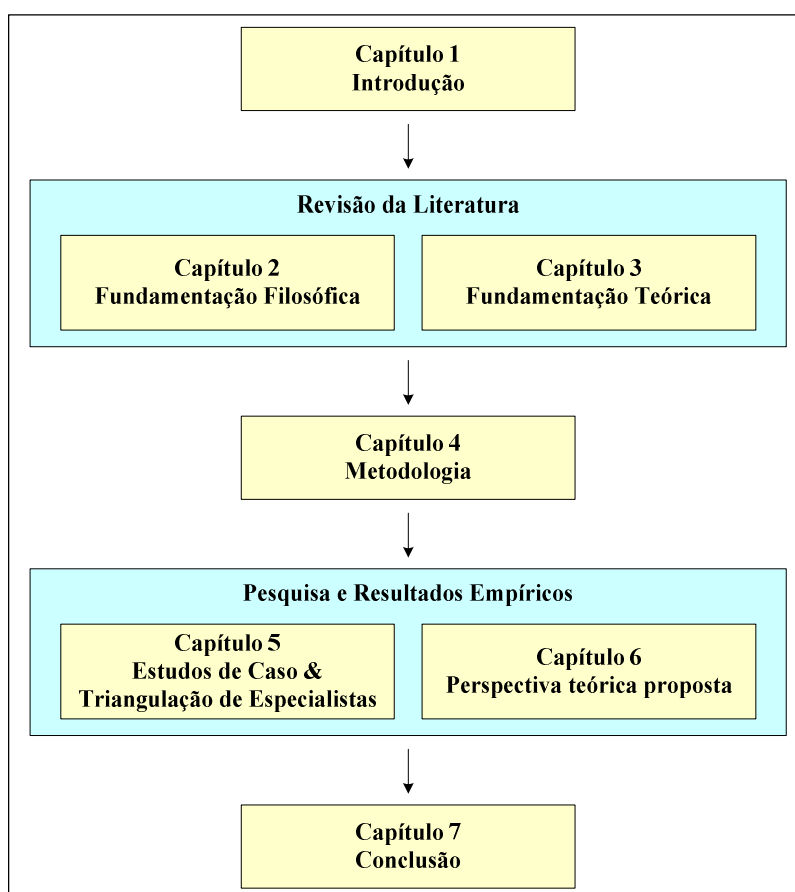 Capítulo 1
Introdução
Revisão da Literatura
Capítulo 2
Fundamentação Filosófica
Capítulo 3
Fundamentação Teórica
Capítulo 4
Metodologia
Pesquisa e Resultados Empíricos
Capítulo 5
Estudos de Caso &
Triangulação de Especialistas
Capítulo 6
Perspectiva teórica proposta
Capítulo 7
Conclusão